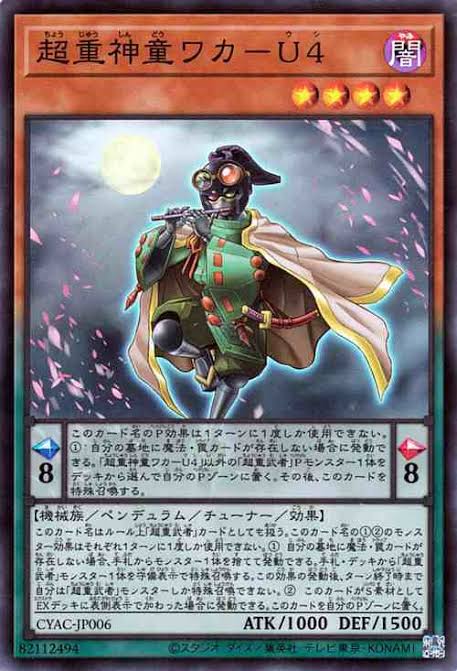 超重神童ワカ－U4
闇
8
このカード名のP効果は1ターンに1度しか使用できない。
①：自分の墓地に魔法・罠カードが存在しない場合に発動で
きる。「超重神童ワカ－U4」以外の「超重武者」Pモンスター1体を
デッキから選んで自分のPゾーンに置く。その後、このカードを
特殊召喚する。
8
【機械族／ペンデュラム／チューナー／効果】
このカード名はルール上「超重武者」カードとしても扱う。このカード名の①②のモンス
ター効果はそれぞれ1ターンに1度しか使用できない。①：自分の墓地に魔法・罠カードが
存在しない場合、手札からモンスター1体を捨てて発動できる。手札・デッキから「超重
武者」モンスター1体を守備表示で特殊召喚する。この効果の発動後、ターン終了時まで
自分は「超重武者」モンスターしか特殊召喚できない。②：このカードがS素材として
EXデッキに表側表示で加わった場合に発動できる。このカードを自分のPゾーンに置く。
CYAC-JP006 ATK/1000 DEF/1500
82112494 ©スタジオ・ダイス/集英社・テレビ東京・KONAMI